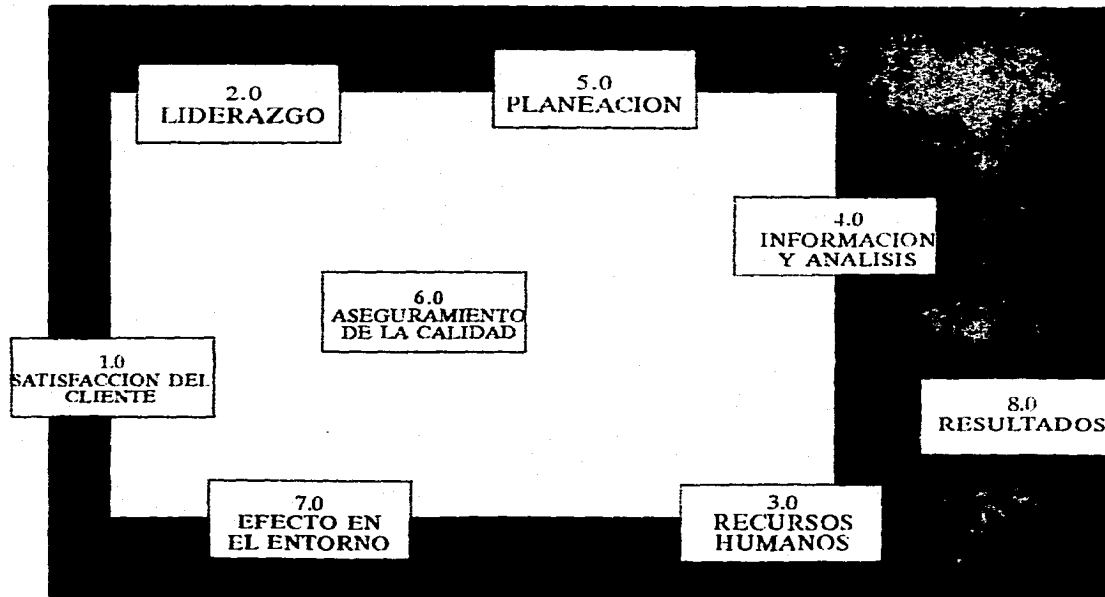 2.0
LIDERAZGO
5.0
PLANEACION
4.0
INFORMACION
Y ANALISIS
6.0
ASEGURAMIENTO
DE LA CALIDAD
1.0
SATISFACCION DEL
CLIENTE
8.0
RESULTADOS
7.0
EFECTO EN
EL ENTORNO
3.0
RECURSOS
HUMANOS